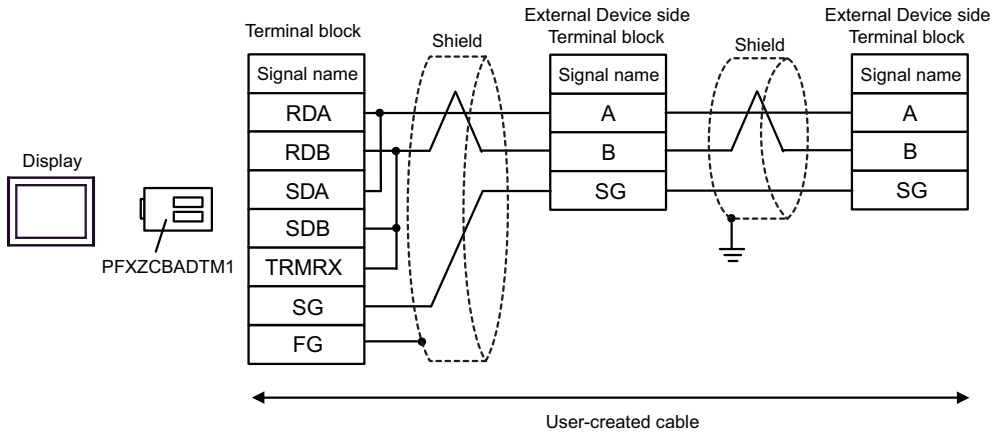 Display
PFXZCBADTM1
Terminal block
Signal name
RDA
RDB
SDA
SDB
TRMRX
SG
FG
Shield
External Device side
Terminal block
Signal name
A
B
SG
Shield
External Device side
Terminal block
Signal name
A
B
SG
User-created cable